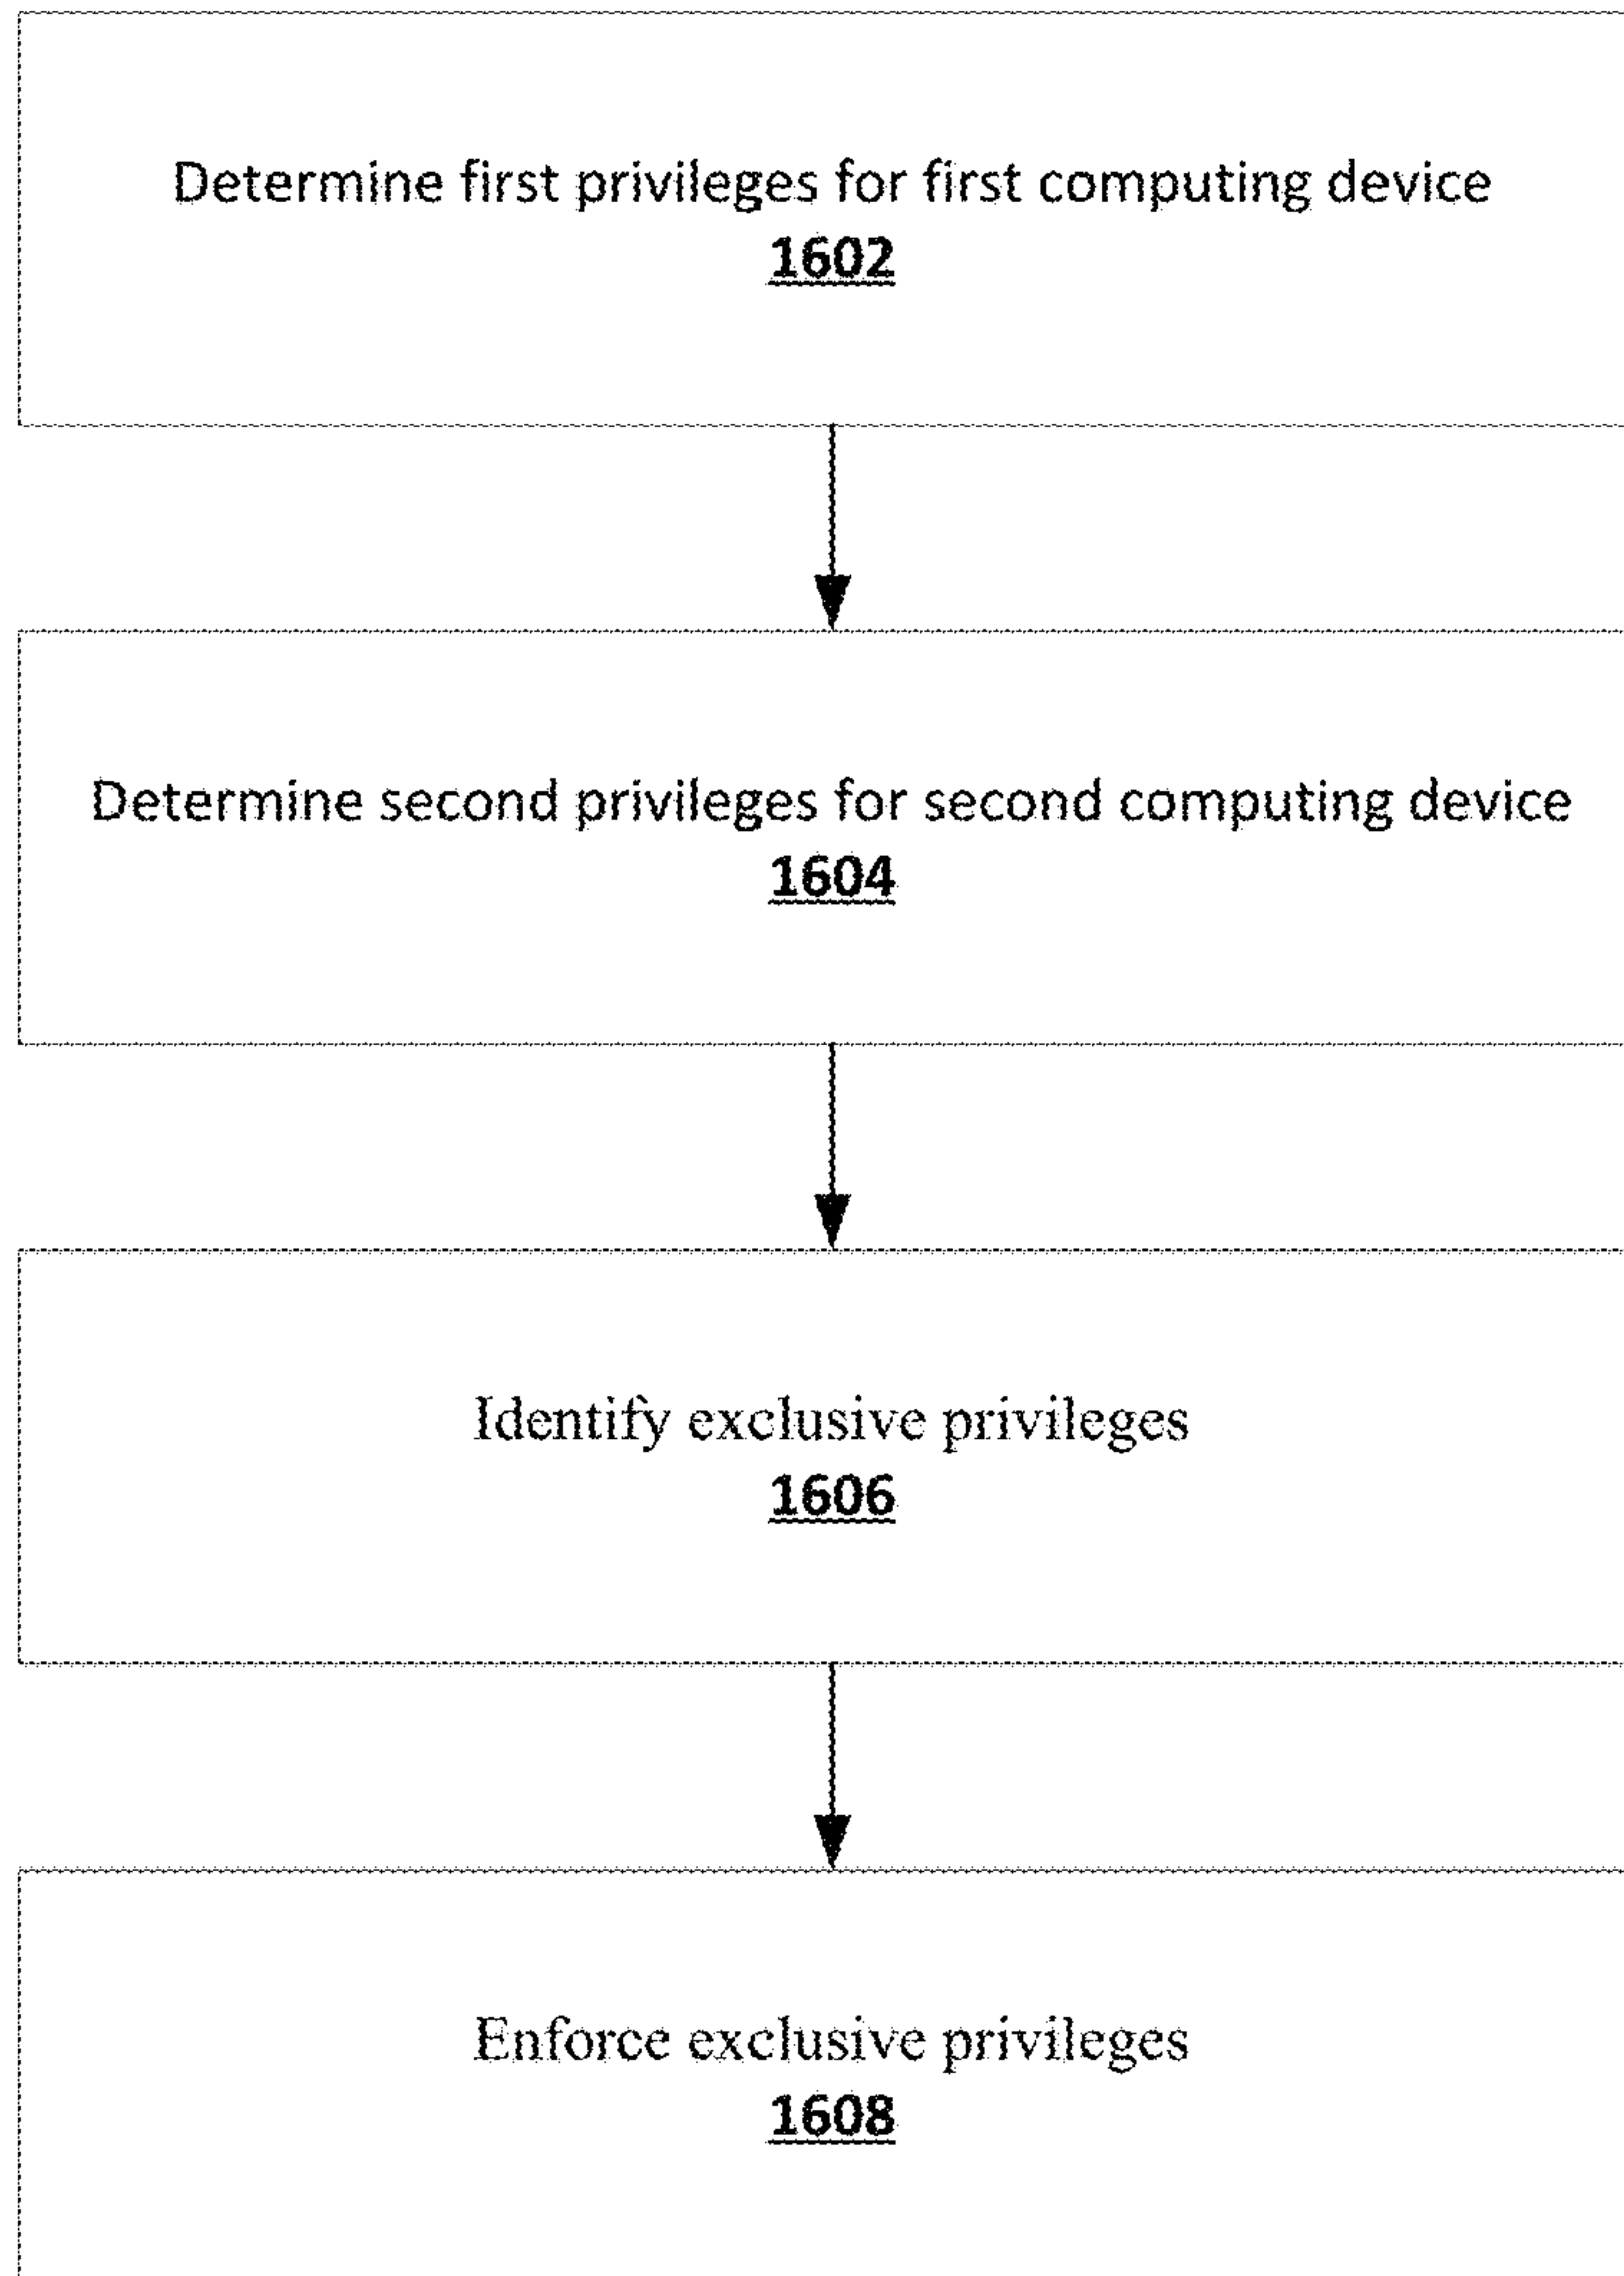 Determine first privileges for first computing device
1602
Determine second privileges for second computing device
1604
Identify exclusive privileges
1606
Enforce exclusive privileges
1608